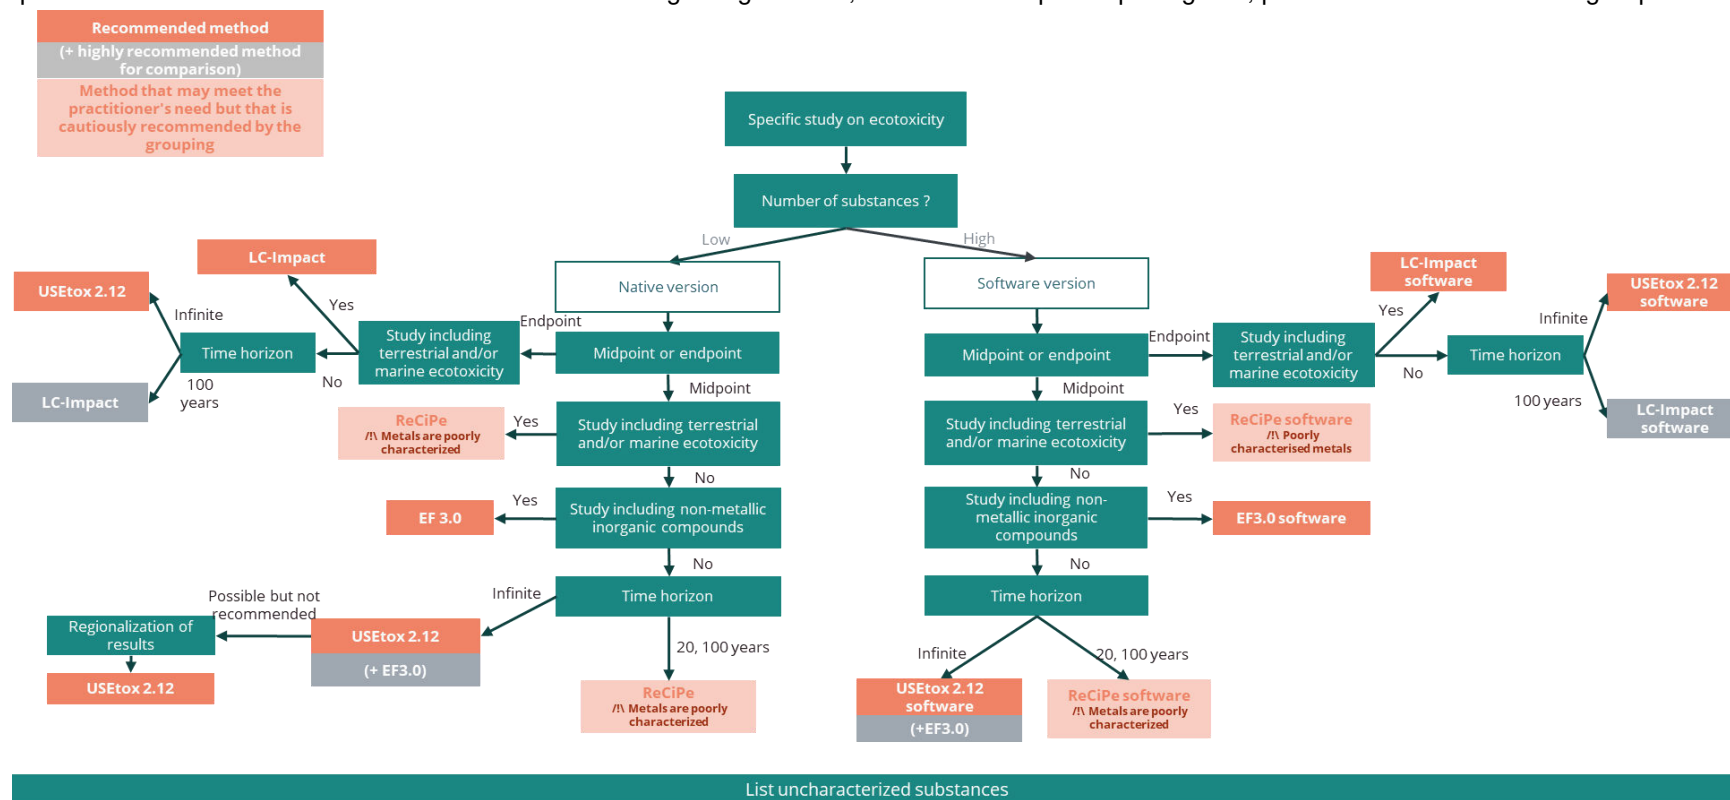 Recommended method
(+ highly recommended method
for comparison)
Method that may meet the
practitioner's need but that is
cautiously recommended by the
grouping
Specific study on ecotoxicity
Number of substances ?
Low
High
Native version
Software version
LC-Impact
USEtox 2.12
Infinite
Yes
Endpoint
Study including
terrestrial and/or
marine ecotoxicity
Time horizon
Midpoint or endpoint
No
100
years
LC-Impact
Midpoint
ReCiPe
/!\ Metals are poorly
characterized
Yes
Study including terrestrial
and/or marine ecotoxicity
No
EF 3.0
Yes
Study including non-metallic
inorganic compounds
No
Time horizon
Infinite
Possible but not
recommended
Regionalization of
results
USEtox 2.12
USEtox 2.12
(+ EF3.0)
20, 100 years
ReCiPe
/!\ Metals are poorly
characterized
Midpoint or endpoint
Endpoint
Study including
terrestrial and/or
marine ecotoxicity
Yes
LC-Impact
software
No
Time horizon
Infinite
USEtox 2.12
software
100 years
LC-Impact
software
Midpoint
Study including terrestrial
and/or marine ecotoxicity
Yes
ReCiPe software
/!\ Poorly
characterised metals
No
Study including non-
metallic inorganic
compounds
Yes
EF3.0 software
No
Time horizon
Infinite
20, 100 years
USEtox 2.12
software
(+EF3.0)
ReCiPe software
/!\ Metals are poorly
characterized
List uncharacterized substances